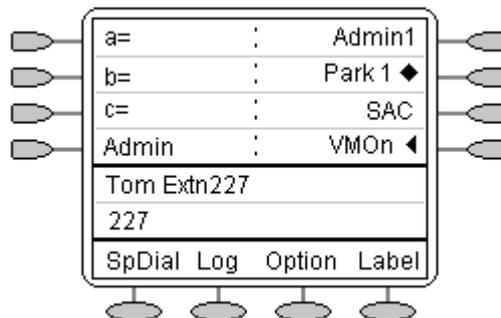 a= : Admin1
b= : Park 1 ◆
c= : SAC
Admin : VMOn ◀
Tom Extn227
227
SpDial Log Option Label